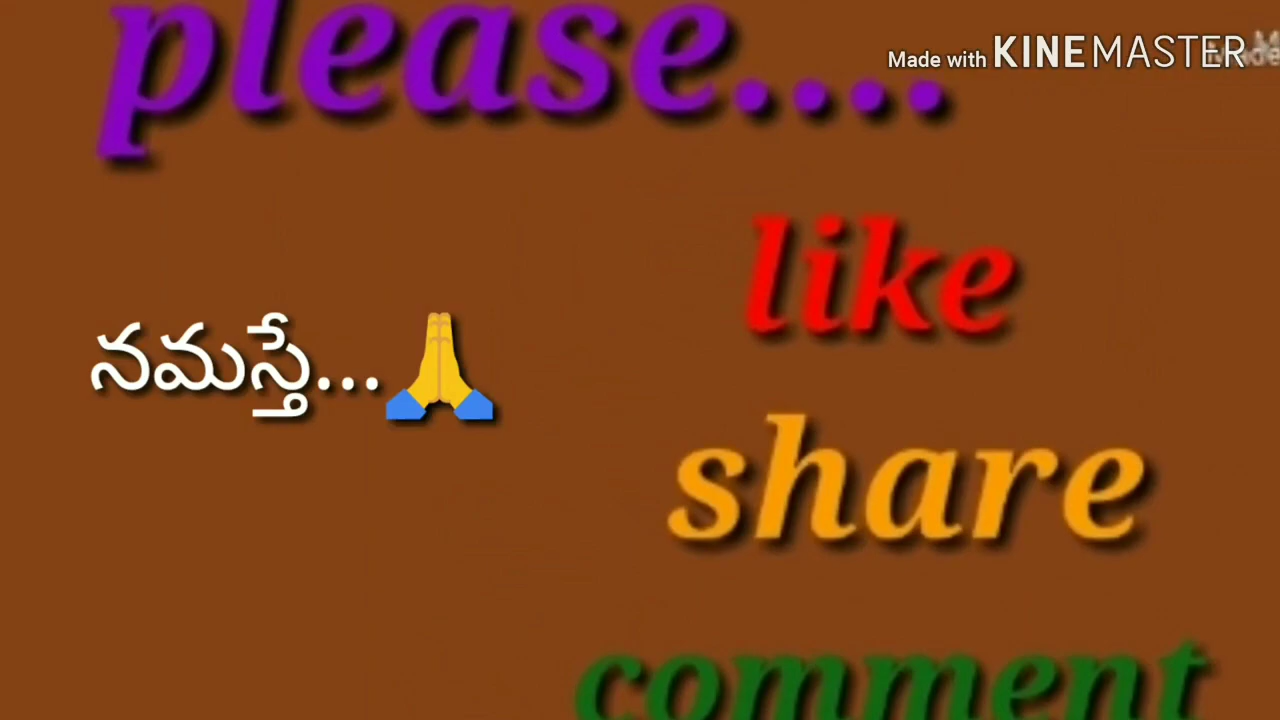 please....
Made with KINEMASTER
like
నమస్తే...🙏
share
comment